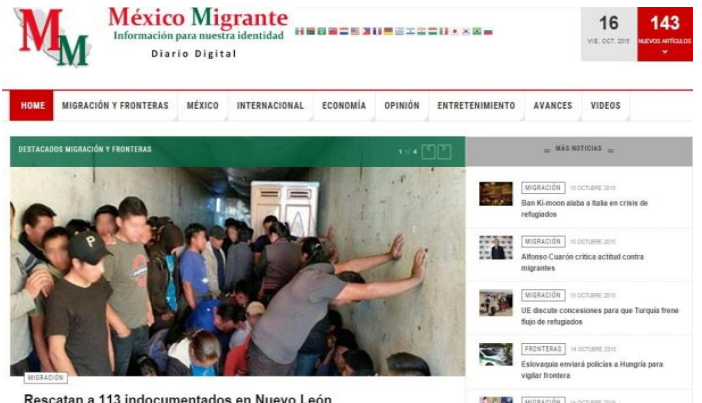 México Migrante
Información para nuestra identidad
Diario Digital
MM
16
VIE, OCT. 2015
143
NUEVOS ARTÍCULOS
HOME
MIGRACIÓN Y FRONTERAS
MÉXICO
INTERNACIONAL
ECONOMÍA
OPINIÓN
ENTRETENIMIENTO
AVANCES
VIDEOS
DESTACADOS MIGRACIÓN Y FRONTERAS
1 of 4
P
MIGRACIÓN
Rescatan a 113 indocumentados en Nuevo León
MÁS NOTICIAS
MIGRACIÓN 15 OCTUBRE 2015
Ban Ki-moon alaba a Italia en crisis de
refugiados
MIGRACIÓN 15 OCTUBRE 2015
Alfonso Cuarón critica actitud contra
migrantes
MIGRACIÓN 15 OCTUBRE 2015
UE discute concesiones para que Turquía frene
flujo de refugiados
FRONTERAS 14 OCTUBRE 2015
Eslovaquia enviará policías a Hungría para
vigilar frontera
MIGRACIÓN 14 OCTUBRE 2015